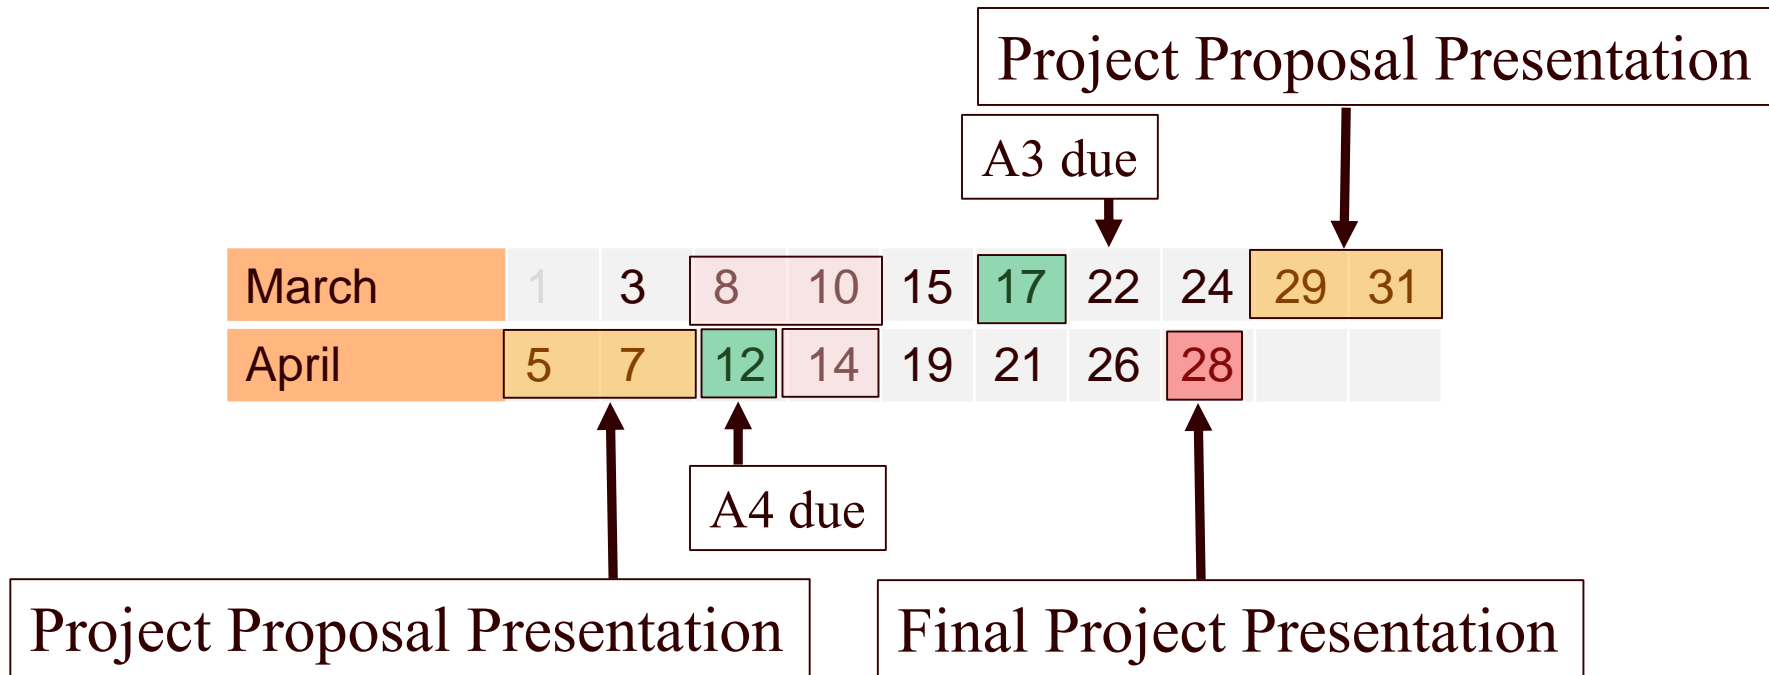 Project Proposal Presentation
A3 due
March 1 3 8 10 15 17 22 24 29 31
April 5 7 12 14 19 21 26 28
A4 due
Project Proposal Presentation
Final Project Presentation